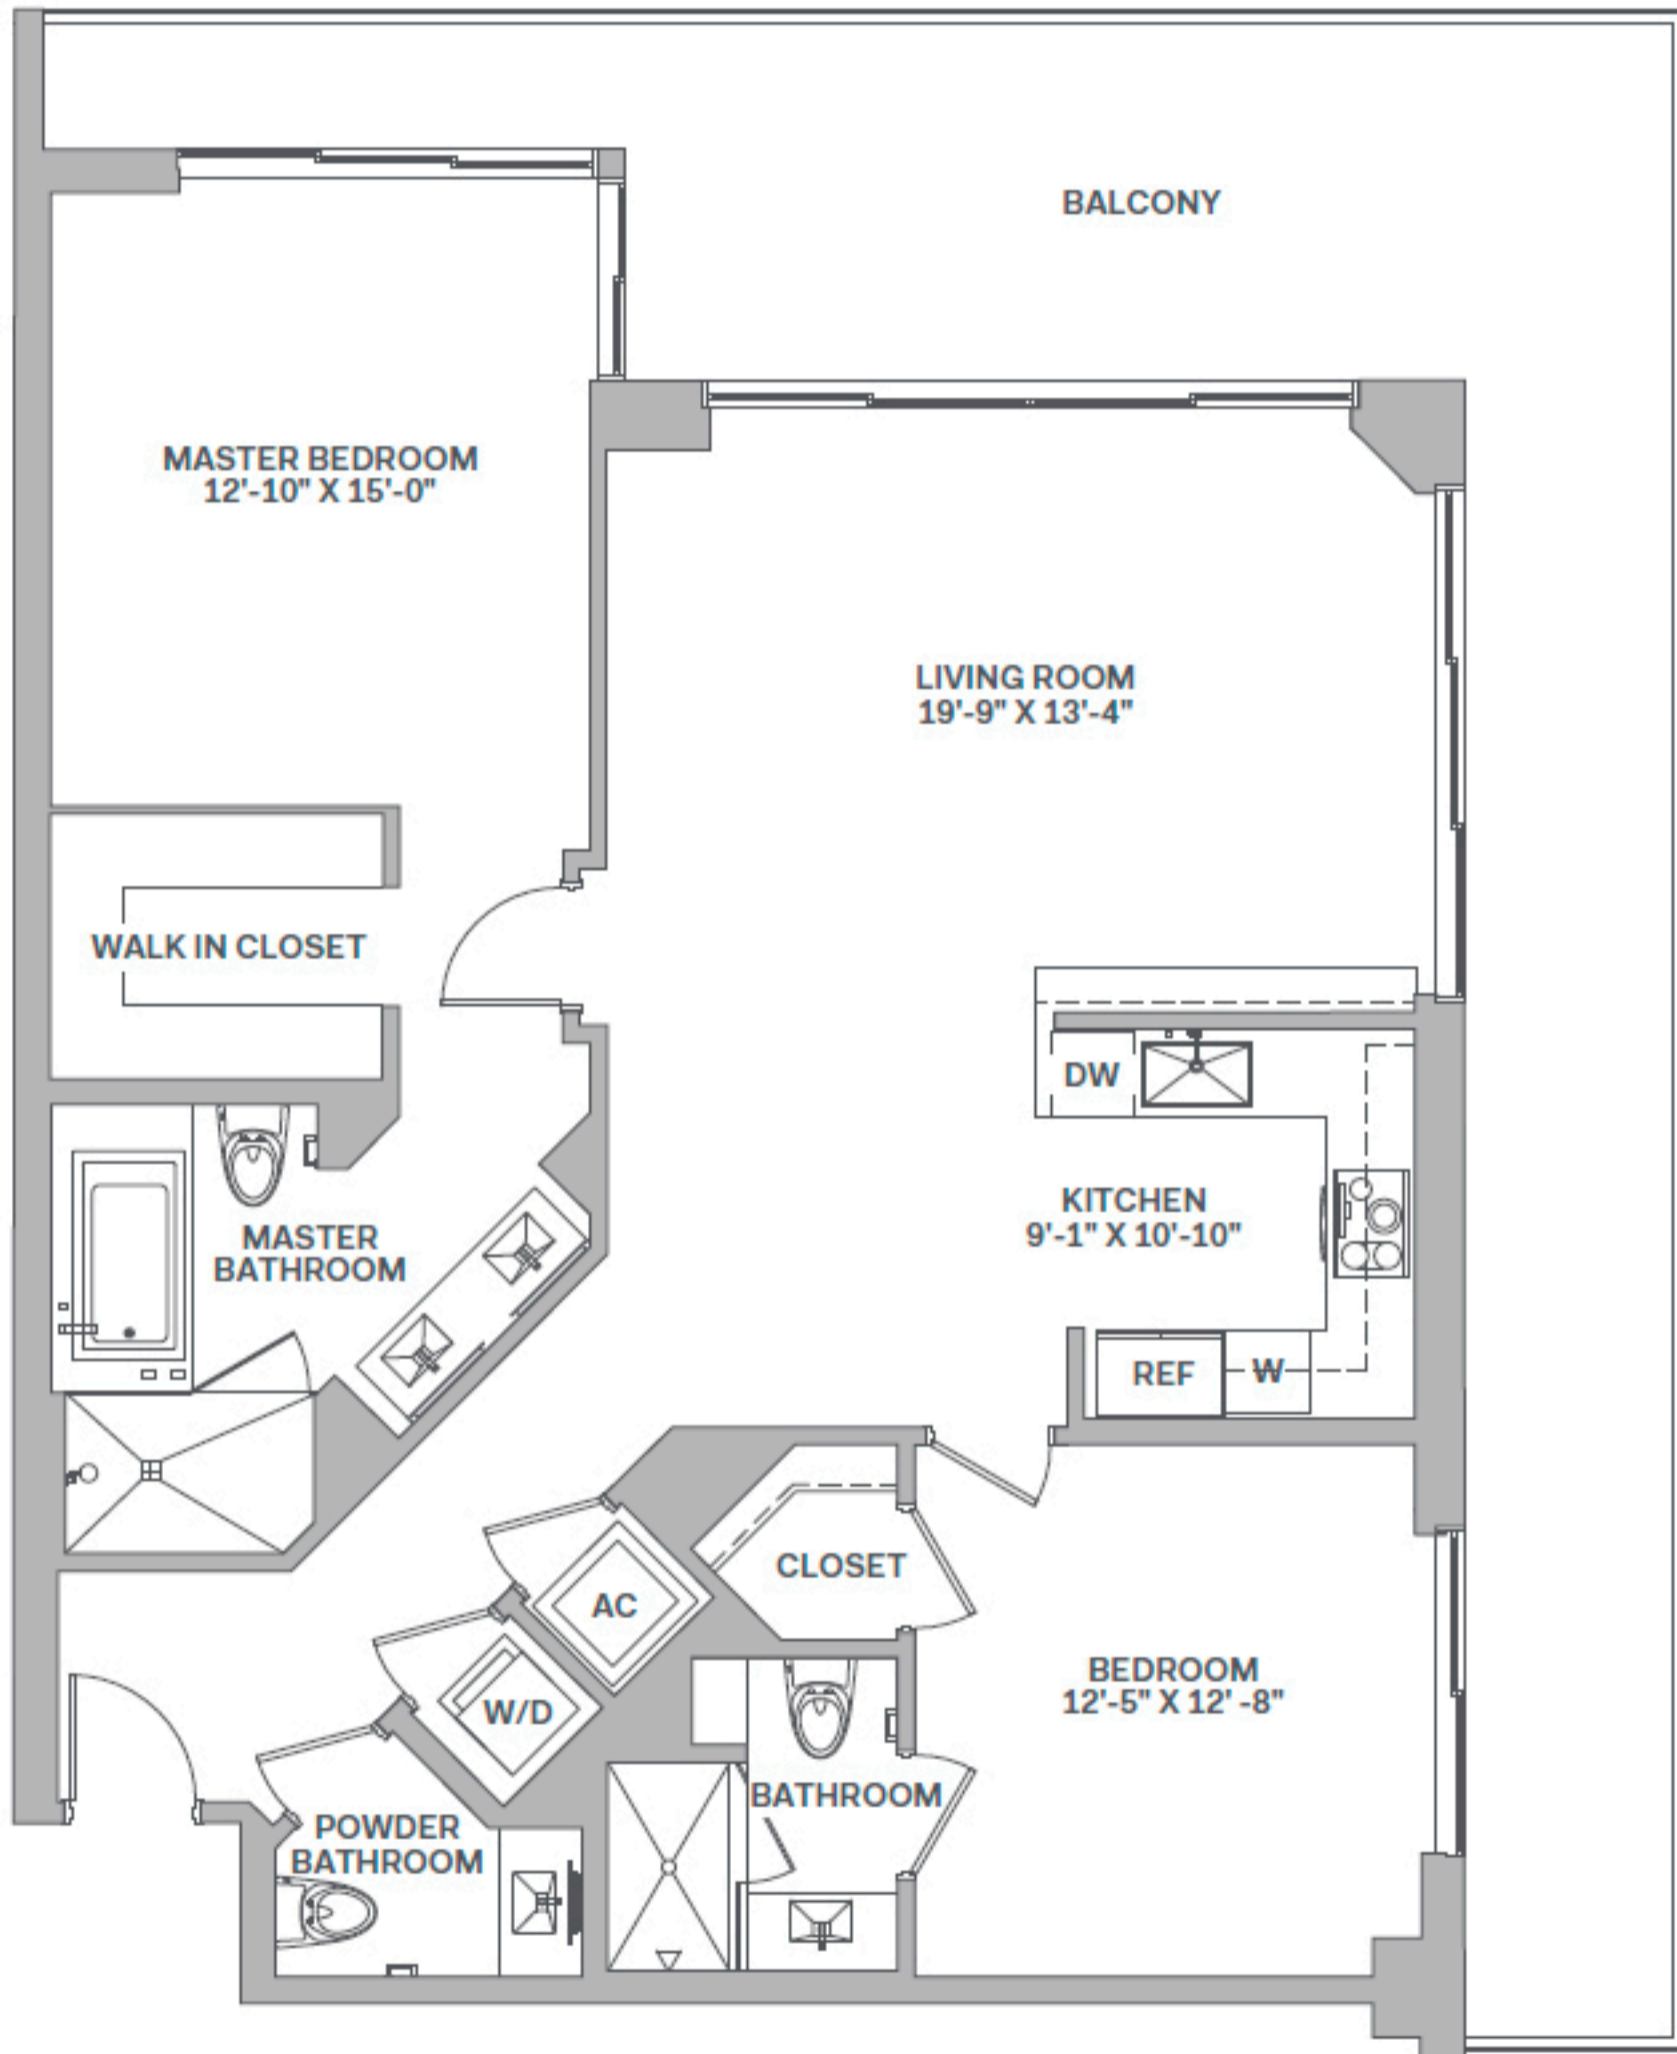 BALCONY
MASTER BEDROOM
12'-10" X 15'-0"
LIVING ROOM
19'-9" X 13'-4"
WALK IN CLOSET
DW
KITCHEN
9'-1" X 10'-10"
MASTER
BATHROOM
REF
W
CLOSET
AC
W/D
BEDROOM
12'-5" X 12' -8"
BATHROOM
POWDER
BATHROOM